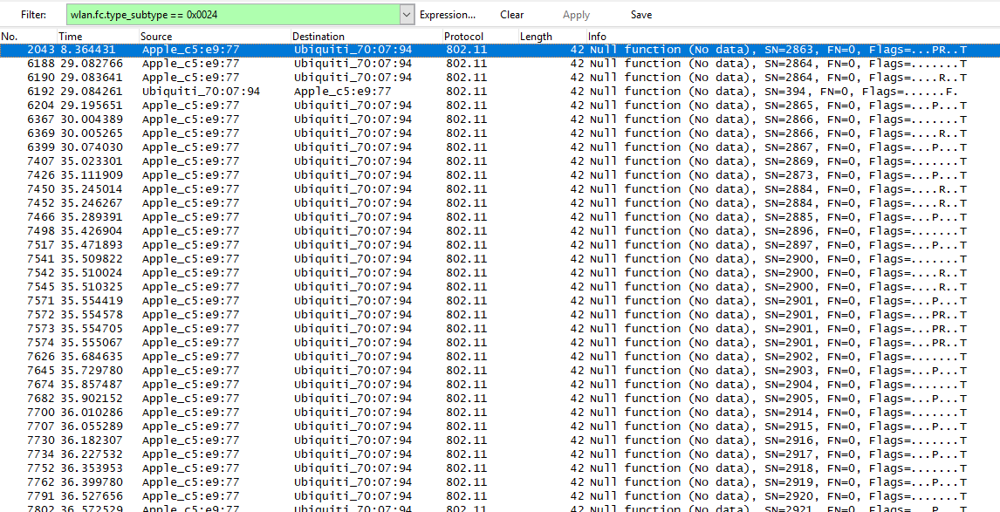 Filter: wlan.fc.type_subtype == 0x0024 Expression... Clear Apply Save
No. Time Source Destination Protocol Length Info
2043 8.364431 Apple_c5:e9:77 Ubiquiti_70:07:94 802.11 42 Null function (No data), SN=2863, FN=0, Flags=...PR..T
6188 29.082766 Apple_c5:e9:77 Ubiquiti_70:07:94 802.11 42 Null function (No data), SN=2864, FN=0, Flags=.......T
6190 29.083641 Apple_c5:e9:77 Ubiquiti_70:07:94 802.11 42 Null function (No data), SN=2864, FN=0, Flags=....R..T
6192 29.084261 Ubiquiti_70:07:94 Apple_c5:e9:77 802.11 42 Null function (No data), SN=394, FN=0, Flags=......F.
6204 29.195651 Apple_c5:e9:77 Ubiquiti_70:07:94 802.11 42 Null function (No data), SN=2865, FN=0, Flags=...P...T
6367 30.004389 Apple_c5:e9:77 Ubiquiti_70:07:94 802.11 42 Null function (No data), SN=2866, FN=0, Flags=.......T
6369 30.005265 Apple_c5:e9:77 Ubiquiti_70:07:94 802.11 42 Null function (No data), SN=2866, FN=0, Flags=....R..T
6399 30.074030 Apple_c5:e9:77 Ubiquiti_70:07:94 802.11 42 Null function (No data), SN=2867, FN=0, Flags=...P...T
7407 35.023301 Apple_c5:e9:77 Ubiquiti_70:07:94 802.11 42 Null function (No data), SN=2869, FN=0, Flags=.......T
7426 35.111909 Apple_c5:e9:77 Ubiquiti_70:07:94 802.11 42 Null function (No data), SN=2873, FN=0, Flags=...P...T
7450 35.245014 Apple_c5:e9:77 Ubiquiti_70:07:94 802.11 42 Null function (No data), SN=2884, FN=0, Flags=....R..T
7452 35.246267 Apple_c5:e9:77 Ubiquiti_70:07:94 802.11 42 Null function (No data), SN=2884, FN=0, Flags=....R..T
7466 35.289391 Apple_c5:e9:77 Ubiquiti_70:07:94 802.11 42 Null function (No data), SN=2885, FN=0, Flags=...P...T
7498 35.426904 Apple_c5:e9:77 Ubiquiti_70:07:94 802.11 42 Null function (No data), SN=2896, FN=0, Flags=.......T
7517 35.471893 Apple_c5:e9:77 Ubiquiti_70:07:94 802.11 42 Null function (No data), SN=2897, FN=0, Flags=...P...T
7541 35.509822 Apple_c5:e9:77 Ubiquiti_70:07:94 802.11 42 Null function (No data), SN=2900, FN=0, Flags=.......T
7542 35.510024 Apple_c5:e9:77 Ubiquiti_70:07:94 802.11 42 Null function (No data), SN=2900, FN=0, Flags=....R..T
7545 35.510325 Apple_c5:e9:77 Ubiquiti_70:07:94 802.11 42 Null function (No data), SN=2900, FN=0, Flags=....R..T
7571 35.554419 Apple_c5:e9:77 Ubiquiti_70:07:94 802.11 42 Null function (No data), SN=2901, FN=0, Flags=...P...T
7572 35.554578 Apple_c5:e9:77 Ubiquiti_70:07:94 802.11 42 Null function (No data), SN=2901, FN=0, Flags=...PR..T
7573 35.554705 Apple_c5:e9:77 Ubiquiti_70:07:94 802.11 42 Null function (No data), SN=2901, FN=0, Flags=...PR..T
7574 35.555067 Apple_c5:e9:77 Ubiquiti_70:07:94 802.11 42 Null function (No data), SN=2901, FN=0, Flags=...PR..T
7626 35.684635 Apple_c5:e9:77 Ubiquiti_70:07:94 802.11 42 Null function (No data), SN=2902, FN=0, Flags=.......T
7645 35.729780 Apple_c5:e9:77 Ubiquiti_70:07:94 802.11 42 Null function (No data), SN=2903, FN=0, Flags=...P...T
7674 35.857487 Apple_c5:e9:77 Ubiquiti_70:07:94 802.11 42 Null function (No data), SN=2904, FN=0, Flags=.......T
7682 35.902152 Apple_c5:e9:77 Ubiquiti_70:07:94 802.11 42 Null function (No data), SN=2905, FN=0, Flags=...P...T
7700 36.010286 Apple_c5:e9:77 Ubiquiti_70:07:94 802.11 42 Null function (No data), SN=2914, FN=0, Flags=.......T
7707 36.055289 Apple_c5:e9:77 Ubiquiti_70:07:94 802.11 42 Null function (No data), SN=2915, FN=0, Flags=...P...T
7730 36.182307 Apple_c5:e9:77 Ubiquiti_70:07:94 802.11 42 Null function (No data), SN=2916, FN=0, Flags=.......T
7734 36.227532 Apple_c5:e9:77 Ubiquiti_70:07:94 802.11 42 Null function (No data), SN=2917, FN=0, Flags=...P...T
7752 36.353953 Apple_c5:e9:77 Ubiquiti_70:07:94 802.11 42 Null function (No data), SN=2918, FN=0, Flags=.......T
7762 36.399780 Apple_c5:e9:77 Ubiquiti_70:07:94 802.11 42 Null function (No data), SN=2919, FN=0, Flags=...P...T
7791 36.527656 Apple_c5:e9:77 Ubiquiti_70:07:94 802.11 42 Null function (No data), SN=2920, FN=0, Flags=.......T
7802 36.572529 Apple_c5:e9:77 Ubiquiti_70:07:94 802.11 42 Null function (No data), SN=2921, FN=0, Flags=...P...T